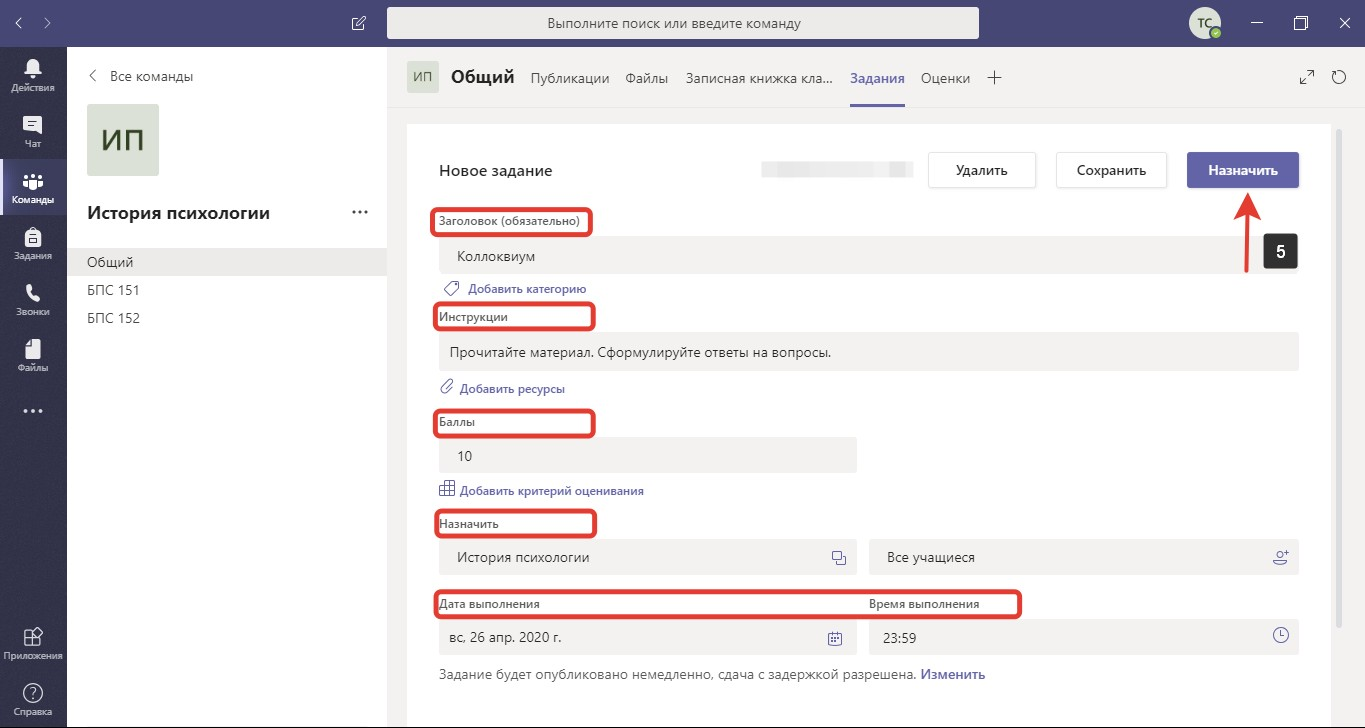 Выполните поиск или введите команду
TC
Действия
Чат
Команды
Задания
Звонки
Файлы
Приложения
Справка
Все команды
ИП
История психологии
Общий
БПС 151
БПС 152
ИП Общий Публикации Файлы Записная книжка кла... Задания Оценки
Новое задание Удалить Сохранить Назначить
Заголовок (обязательно)
Коллоквиум
5
Добавить категорию
Инструкции
Прочитайте материал. Сформулируйте ответы на вопросы.
Добавить ресурсы
Баллы
10
Добавить критерий оценивания
Назначить
История психологии Все учащиеся
Дата выполнения Время выполнения
вс, 26 апр. 2020 г. 23:59
Задание будет опубликовано немедленно, сдача с задержкой разрешена. Изменить